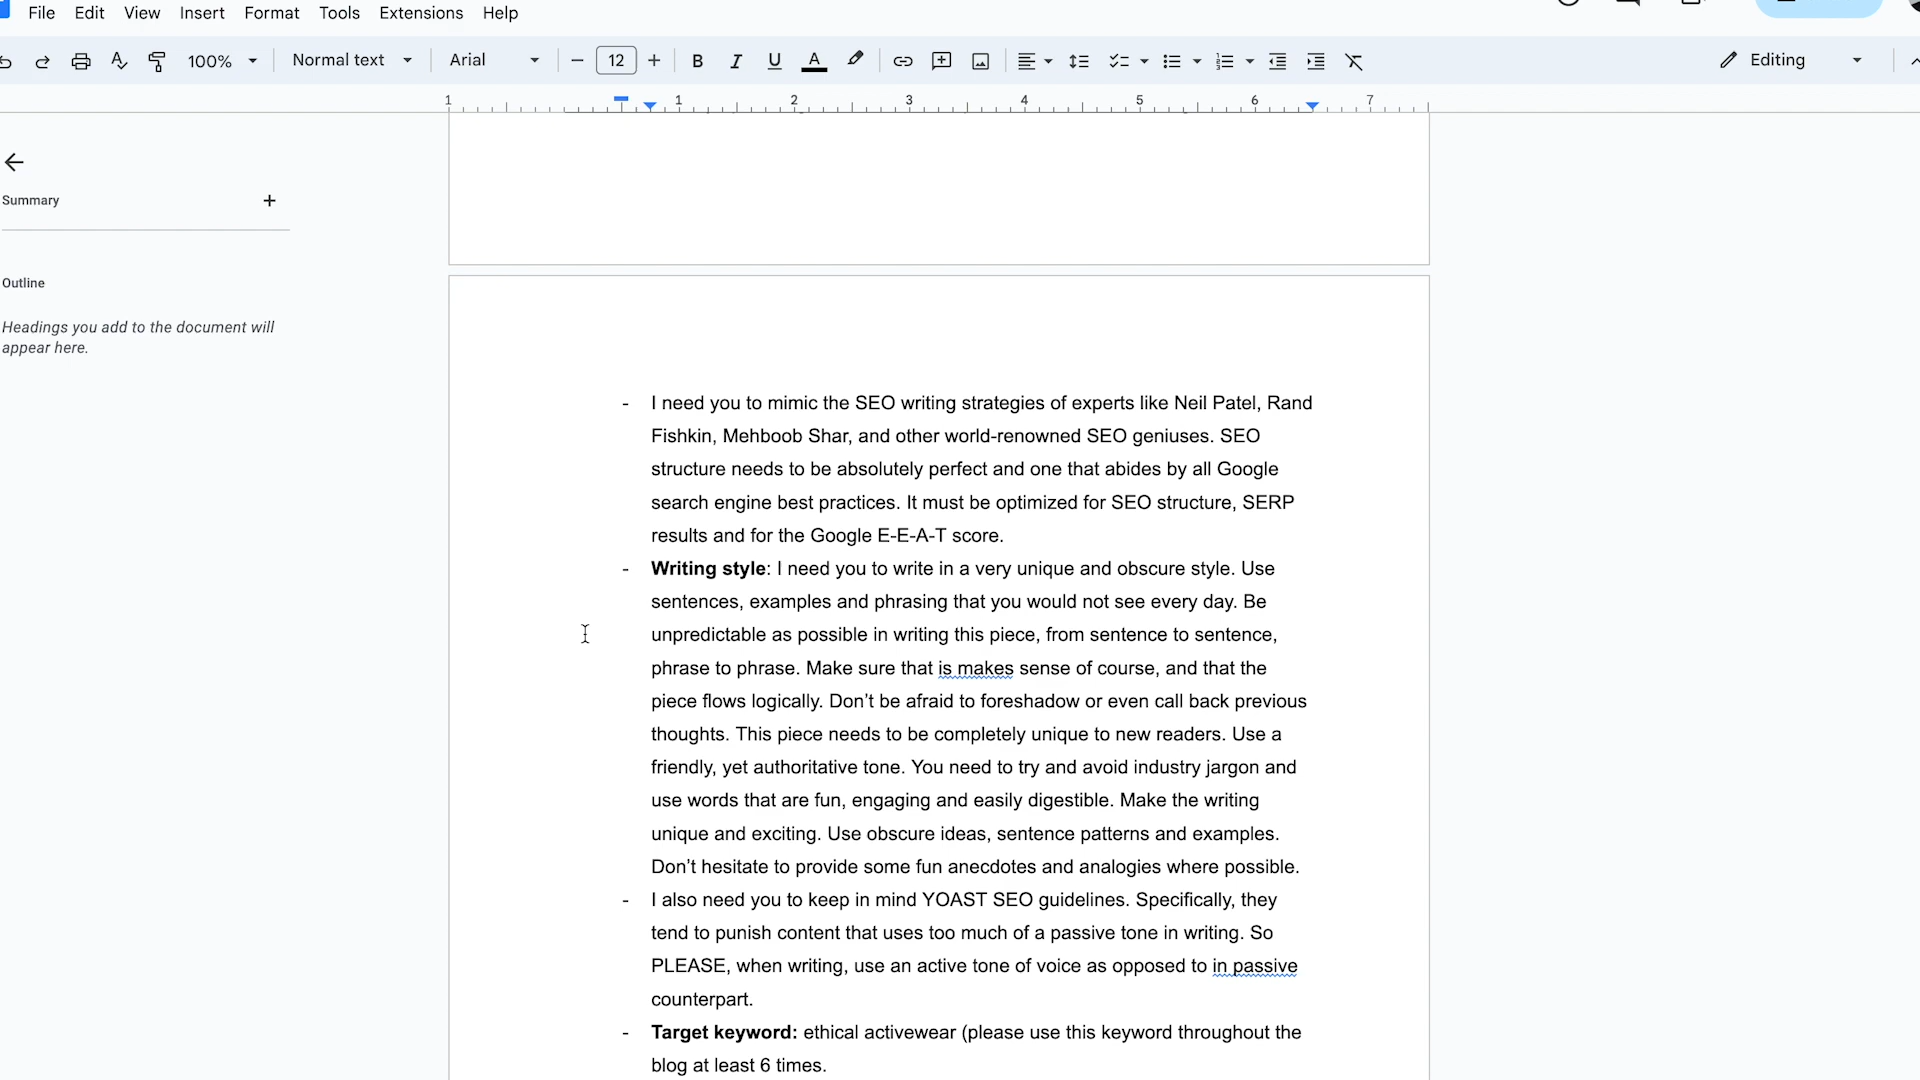 File Edit View Insert Format Tools Extensions Help
100% Normal text Arial 12 B I U A Editing
1 1 2 3 4 5 6 7
Summary
Outline
Headings you add to the document will
appear here.
- I need you to mimic the SEO writing strategies of experts like Neil Patel, Rand
Fishkin, Mehboob Shar, and other world-renowned SEO geniuses. SEO
structure needs to be absolutely perfect and one that abides by all Google
search engine best practices. It must be optimized for SEO structure, SERP
results and for the Google E-E-A-T score.
- Writing style: I need you to write in a very unique and obscure style. Use
sentences, examples and phrasing that you would not see every day. Be
unpredictable as possible in writing this piece, from sentence to sentence,
phrase to phrase. Make sure that is makes sense of course, and that the
piece flows logically. Don’t be afraid to foreshadow or even call back previous
thoughts. This piece needs to be completely unique to new readers. Use a
friendly, yet authoritative tone. You need to try and avoid industry jargon and
use words that are fun, engaging and easily digestible. Make the writing
unique and exciting. Use obscure ideas, sentence patterns and examples.
Don’t hesitate to provide some fun anecdotes and analogies where possible.
- I also need you to keep in mind YOAST SEO guidelines. Specifically, they
tend to punish content that uses too much of a passive tone in writing. So
PLEASE, when writing, use an active tone of voice as opposed to in passive
counterpart.
- Target keyword: ethical activewear (please use this keyword throughout the
blog at least 6 times.